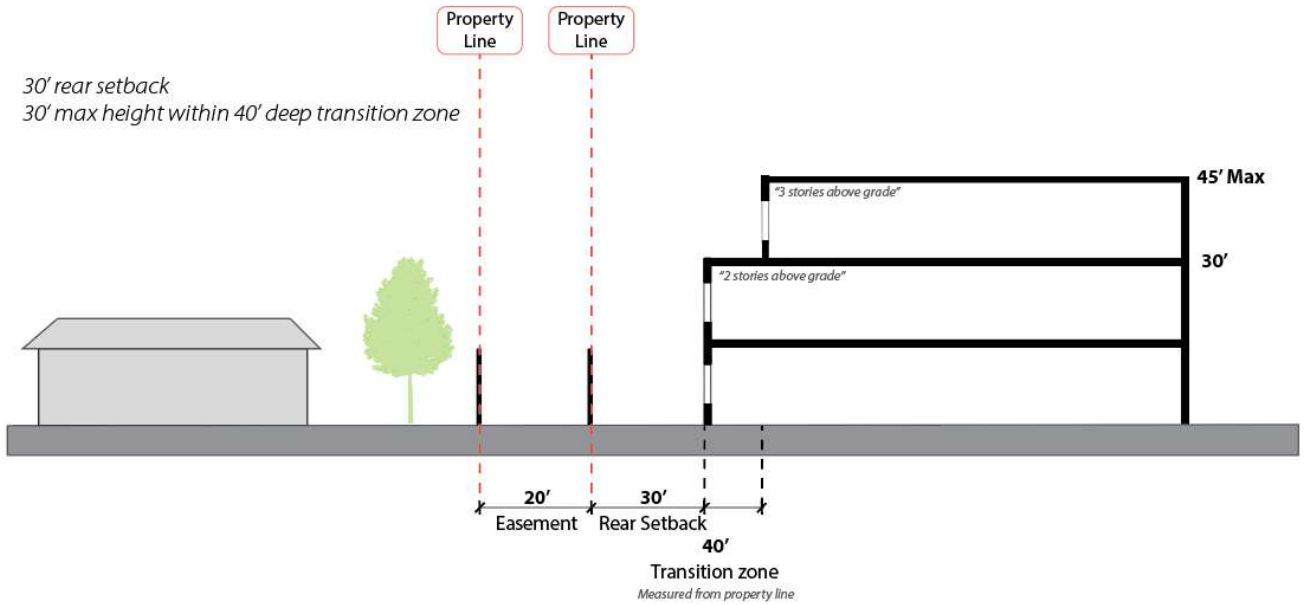 Property
Line
Property
Line
30' rear setback
30' max height within 40' deep transition zone
45' Max
"3 stories above grade"
30'
"2 stories above grade"
20'
Easement
30'
Rear Setback
40'
Transition zone
Measured from property line